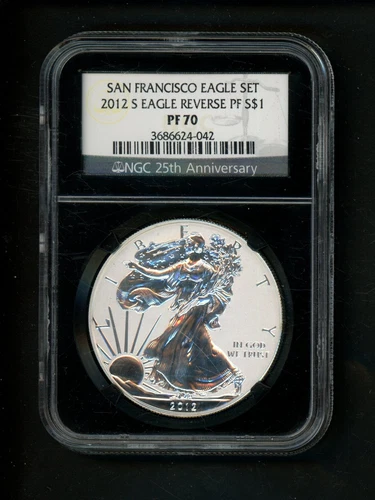 SAN FRANCISCO EAGLE SET
2012 S EAGLE REVERSE PF S$1
PF 70
3686624-042
NGC 25th Anniversary
LIBERTY
IN GOD
WE TRUST
2012